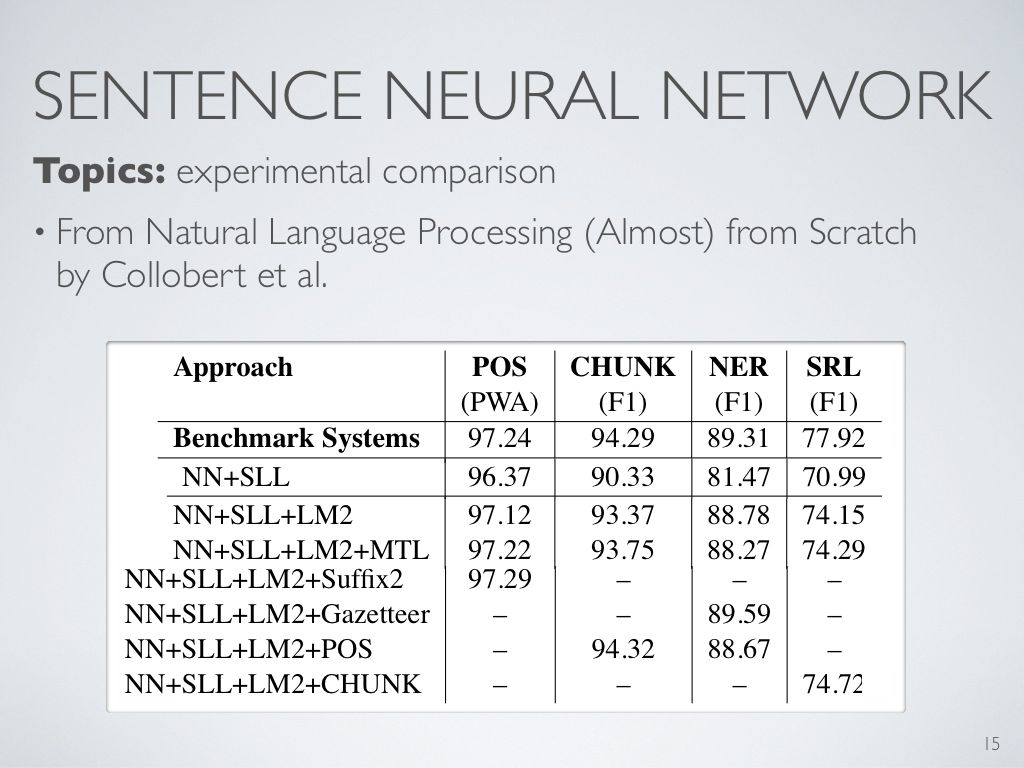 SENTENCE NEURAL NETWORK
Topics: experimental comparison
• From Natural Language Processing (Almost) from Scratch
by Collobert et al.
Approach POS CHUNK NER SRL
(PWA) (F1) (F1) (F1)
Benchmark Systems 97.24 94.29 89.31 77.92
NN+SLL 96.37 90.33 81.47 70.99
NN+SLL+LM2 97.12 93.37 88.78 74.15
NN+SLL+LM2+MTL 97.22 93.75 88.27 74.29
NN+SLL+LM2+Suffix2 97.29 – – –
NN+SLL+LM2+Gazetteer – – 89.59 –
NN+SLL+LM2+POS – 94.32 88.67 –
NN+SLL+LM2+CHUNK – – – 74.72
15